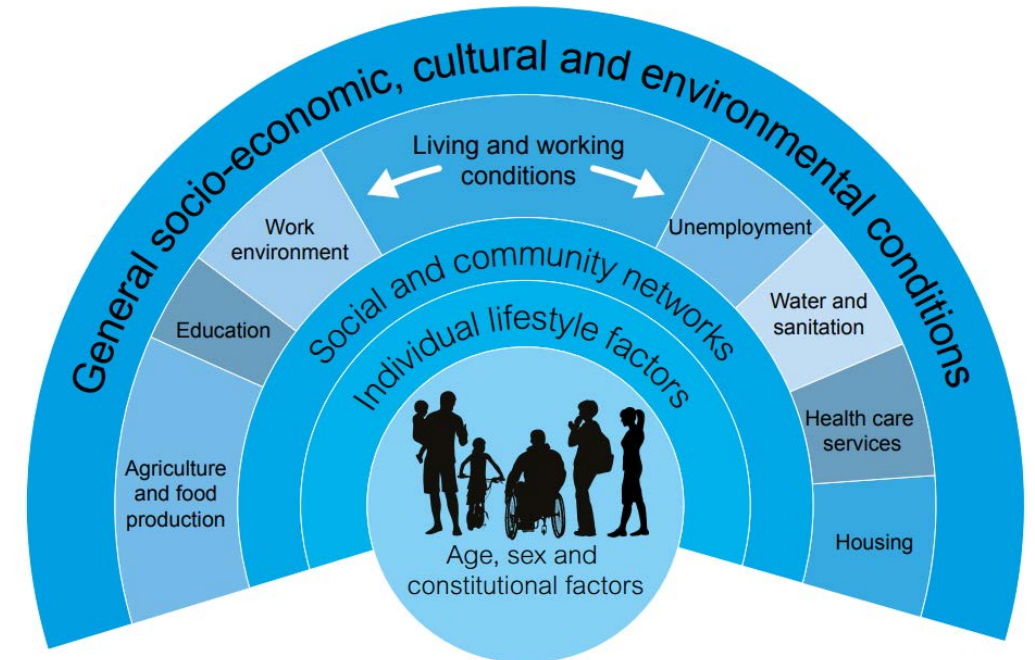 General socio-economic, cultural and environmental conditions
Living and working
conditions
Work
environment
Unemployment
Education
Water and
sanitation
Agriculture
and food
production
Health care
services
Housing
Social and community networks
Individual lifestyle factors
Age, sex and
constitutional factors